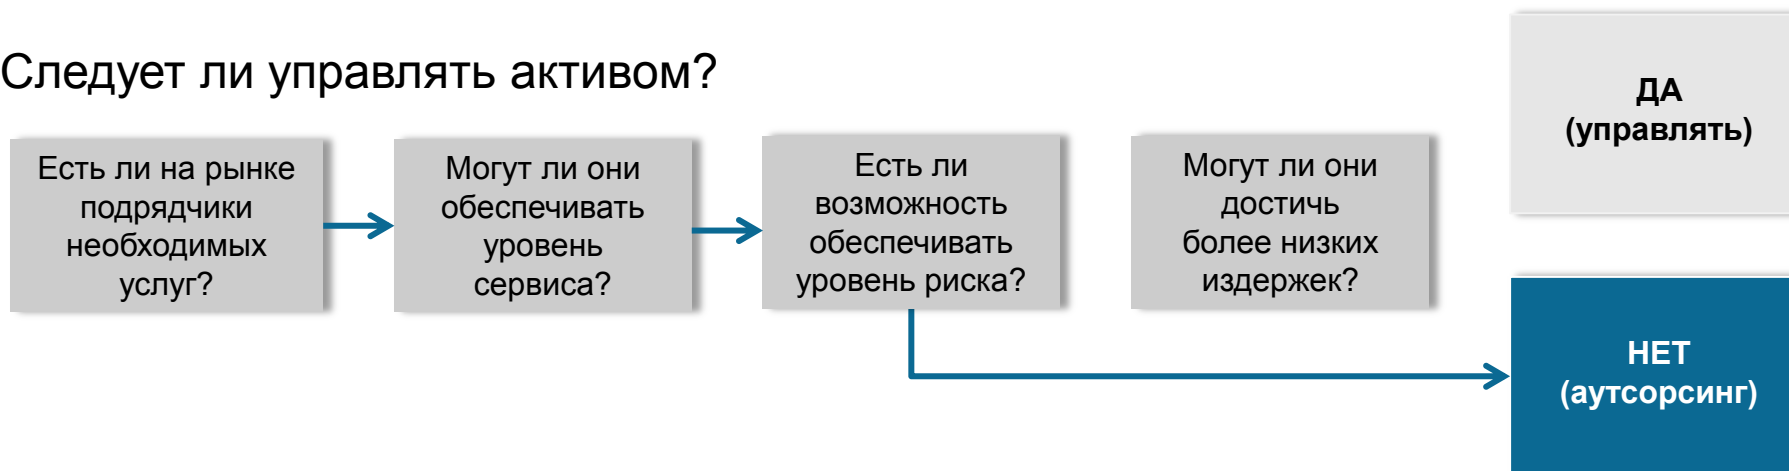 Следует ли управлять активом?
Есть ли на рынке
подрядчики
необходимых
услуг?
Могут ли они
обеспечивать
уровень
сервиса?
Есть ли
возможность
обеспечивать
уровень риска?
Могут ли они
достичь
более низких
издержек?
ДА
(управлять)
НЕТ
(аутсорсинг)